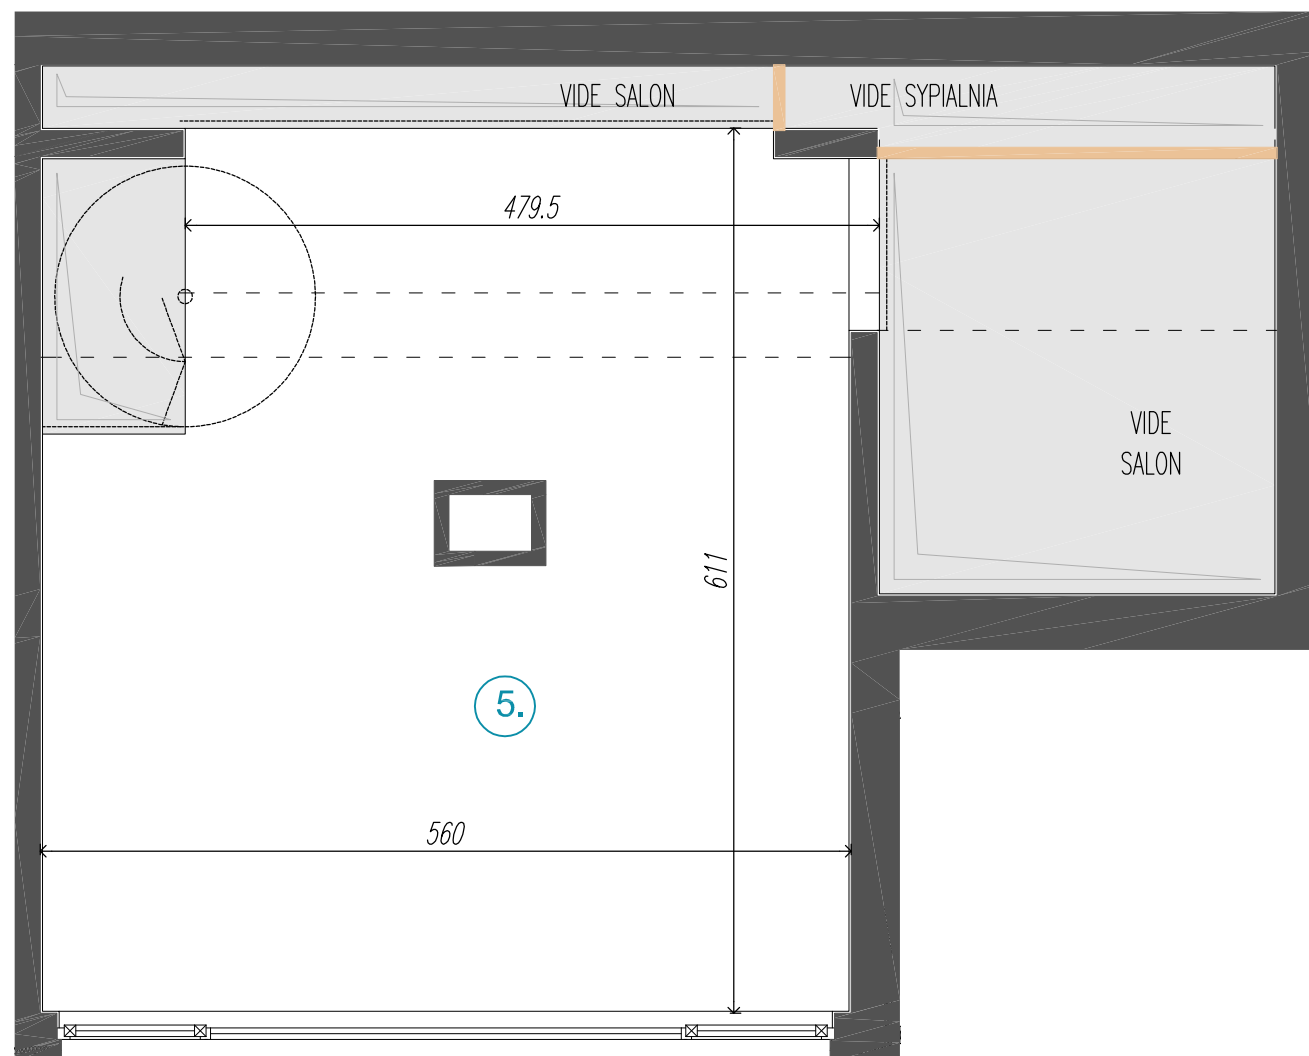 VIDE SALON
VIDE SYPIALNIA
479.5
VIDE
SALON
611
5.
560